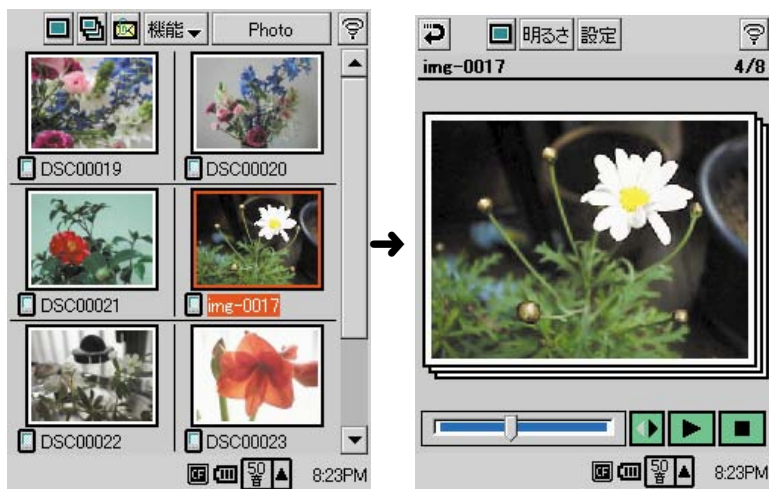 機能 Photo
DSC00019 DSC00020
DSC00021 img-0017
DSC00022 DSC00023
50音 8:23PM
明るさ 設定
img-0017 4/8
50音 8:23PM